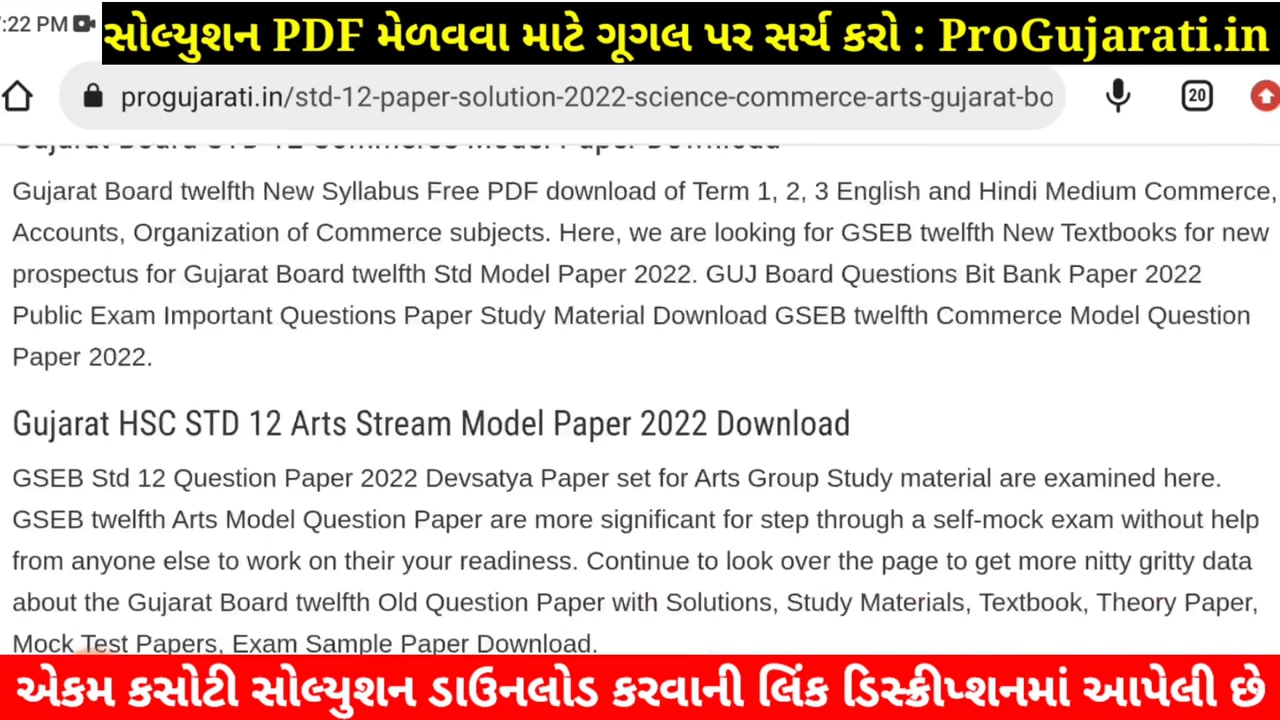 :22 PM
સોલ્યુશન PDF મેળવવા માટે ગૂગલ પર સર્ચ કરો : ProGujarati.in
progujarati.in/std-12-paper-solution-2022-science-commerce-arts-gujarat-bo
20
Gujarat Board STD 12 Commerce Model Paper Download
Gujarat Board twelfth New Syllabus Free PDF download of Term 1, 2, 3 English and Hindi Medium Commerce,
Accounts, Organization of Commerce subjects. Here, we are looking for GSEB twelfth New Textbooks for new
prospectus for Gujarat Board twelfth Std Model Paper 2022. GUJ Board Questions Bit Bank Paper 2022
Public Exam Important Questions Paper Study Material Download GSEB twelfth Commerce Model Question
Paper 2022.
Gujarat HSC STD 12 Arts Stream Model Paper 2022 Download
GSEB Std 12 Question Paper 2022 Devsatya Paper set for Arts Group Study material are examined here.
GSEB twelfth Arts Model Question Paper are more significant for step through a self-mock exam without help
from anyone else to work on their your readiness. Continue to look over the page to get more nitty gritty data
about the Gujarat Board twelfth Old Question Paper with Solutions, Study Materials, Textbook, Theory Paper,
Mock Test Papers, Exam Sample Paper Download.
એકમ કસોટી સોલ્યુશન ડાઉનલોડ કરવાની લિંક ડિસ્ક્રીપ્શનમાં આપેલી છે